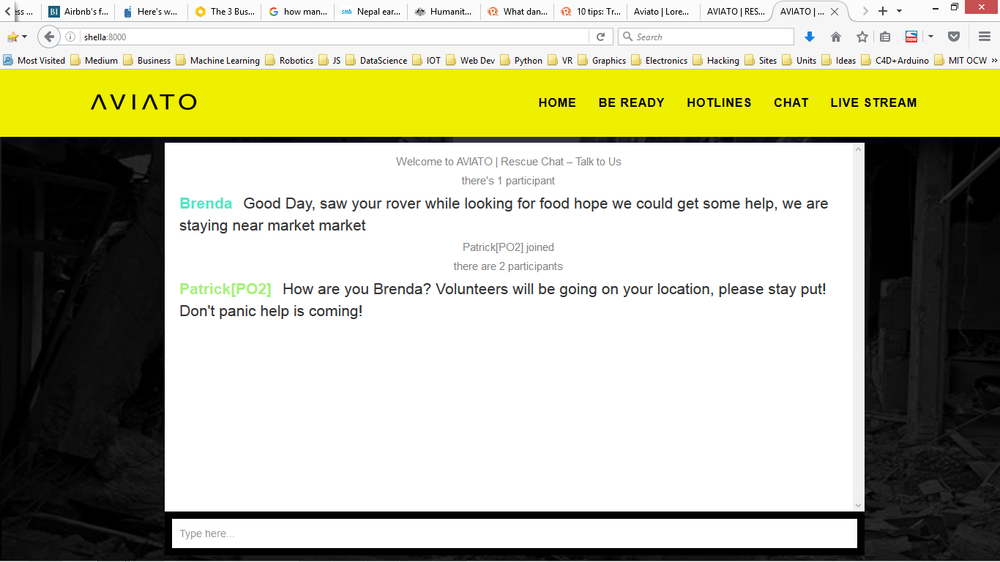 ess ...
Airbnb's f...
Here's w...
The 3 Bus...
how man...
Nepal ear...
Humanit...
What dan...
10 tips: Tr...
Aviato | Lore...
AVIATO | RES...
AVIATO | ...
shella:8000
Search
Most Visited
Medium
Business
Machine Learning
Robotics
JS
DataScience
IOT
Web Dev
Python
VR
Graphics
Electronics
Hacking
Sites
Units
Ideas
C4D+Arduino
MIT OCW
AVIATO
HOME
BE READY
HOTLINES
CHAT
LIVE STREAM
Welcome to AVIATO | Rescue Chat – Talk to Us
there's 1 participant
Brenda Good Day, saw your rover while looking for food hope we could get some help, we are
staying near market market
Patrick[PO2] joined
there are 2 participants
Patrick[PO2] How are you Brenda? Volunteers will be going on your location, please stay put!
Don't panic help is coming!
Type here...